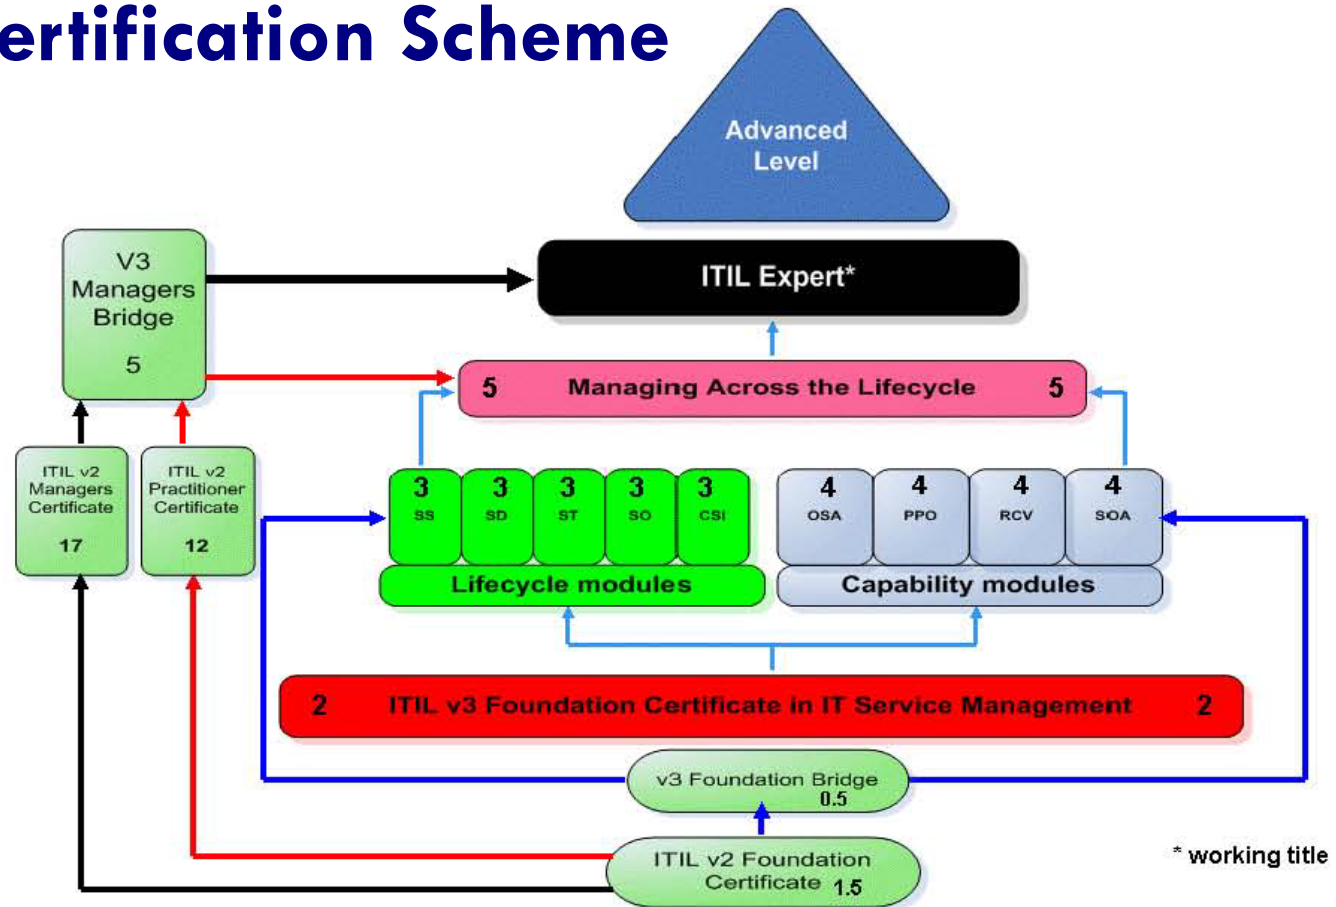 ertification Scheme
Advanced
Level
V3
Managers
Bridge
5
ITIL Expert*
5 Managing Across the Lifecycle 5
ITIL v2
Managers
Certificate
17
ITIL v2
Practitioner
Certificate
12
3
SS
3
SD
3
ST
3
SO
3
CSI
4
OSA
4
PPO
4
RCV
4
SOA
Lifecycle modules
Capability modules
2 ITIL v3 Foundation Certificate in IT Service Management 2
v3 Foundation Bridge
0.5
ITIL v2 Foundation
Certificate 1.5
* working title